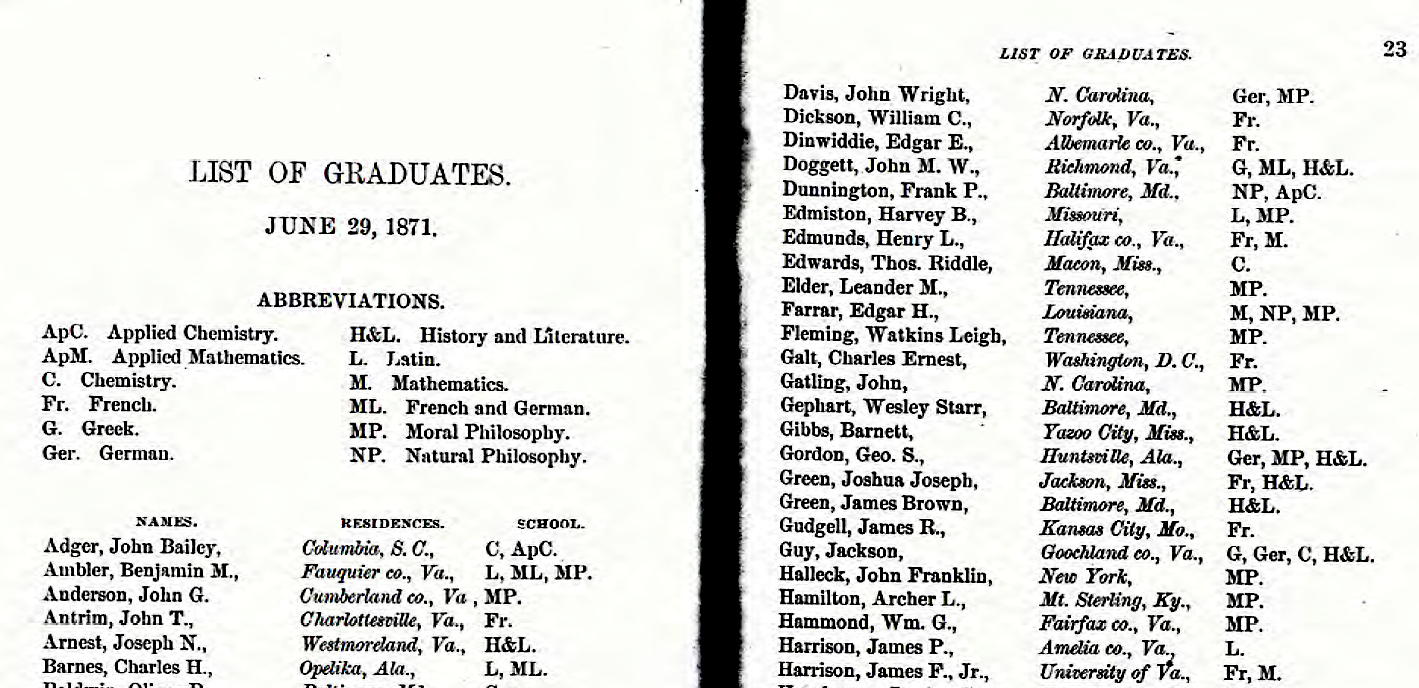 LIST OF GRADUATES.
JUNE 29, 1871.
ABBREVIATIONS.
ApC. Applied Chemistry. H&L. History and Literature.
ApM. Applied Mathematics. L. Latin.
C. Chemistry. M. Mathematics.
Fr. French. ML. French and German.
G. Greek. MP. Moral Philosophy.
Ger. German. NP. Natural Philosophy.
NAMES. RESIDENCES. SCHOOL.
Adger, John Bailey, Columbia, S. C., C, ApC.
Ambler, Benjamin M., Fauquier co., Va., L, ML, MP.
Anderson, John G. Cumberland co., Va , MP.
Antrim, John T., Charlottesville, Va., Fr.
Arnest, Joseph N., Westmoreland, Va., H&L.
Barnes, Charles H., Opelika, Ala., L, ML.
LIST OF GRADUATES. 23
Davis, John Wright, N. Carolina, Ger, MP.
Dickson, William C., Norfolk, Va., Fr.
Dinwiddie, Edgar E., Albemarle co., Va., Fr.
Doggett, John M. W., Richmond, Va., G, ML, H&L.
Dunnington, Frank P., Baltimore, Md., NP, ApC.
Edmiston, Harvey B., Missouri, L, MP.
Edmunds, Henry L., Halifax co., Va., Fr, M.
Edwards, Thos. Riddle, Macon, Miss., C.
Elder, Leander M., Tennessee, MP.
Farrar, Edgar H., Louisiana, M, NP, MP.
Fleming, Watkins Leigh, Tennessee, MP.
Galt, Charles Ernest, Washington, D. C., Fr.
Gatling, John, N. Carolina, MP.
Gephart, Wesley Starr, Baltimore, Md., H&L.
Gibbs, Barnett, Yazoo City, Miss., H&L.
Gordon, Geo. S., Huntsville, Ala., Ger, MP, H&L.
Green, Joshua Joseph, Jackson, Miss., Fr, H&L.
Green, James Brown, Baltimore, Md., H&L.
Gudgell, James R., Kansas City, Mo., Fr.
Guy, Jackson, Goochland co., Va., G, Ger, C, H&L.
Halleck, John Franklin, New York, MP.
Hamilton, Archer L., Mt. Sterling, Ky., MP.
Hammond, Wm. G., Fairfax co., Va., MP.
Harrison, James P., Amelia co., Va., L.
Harrison, James F., Jr., University of Va., Fr, M.